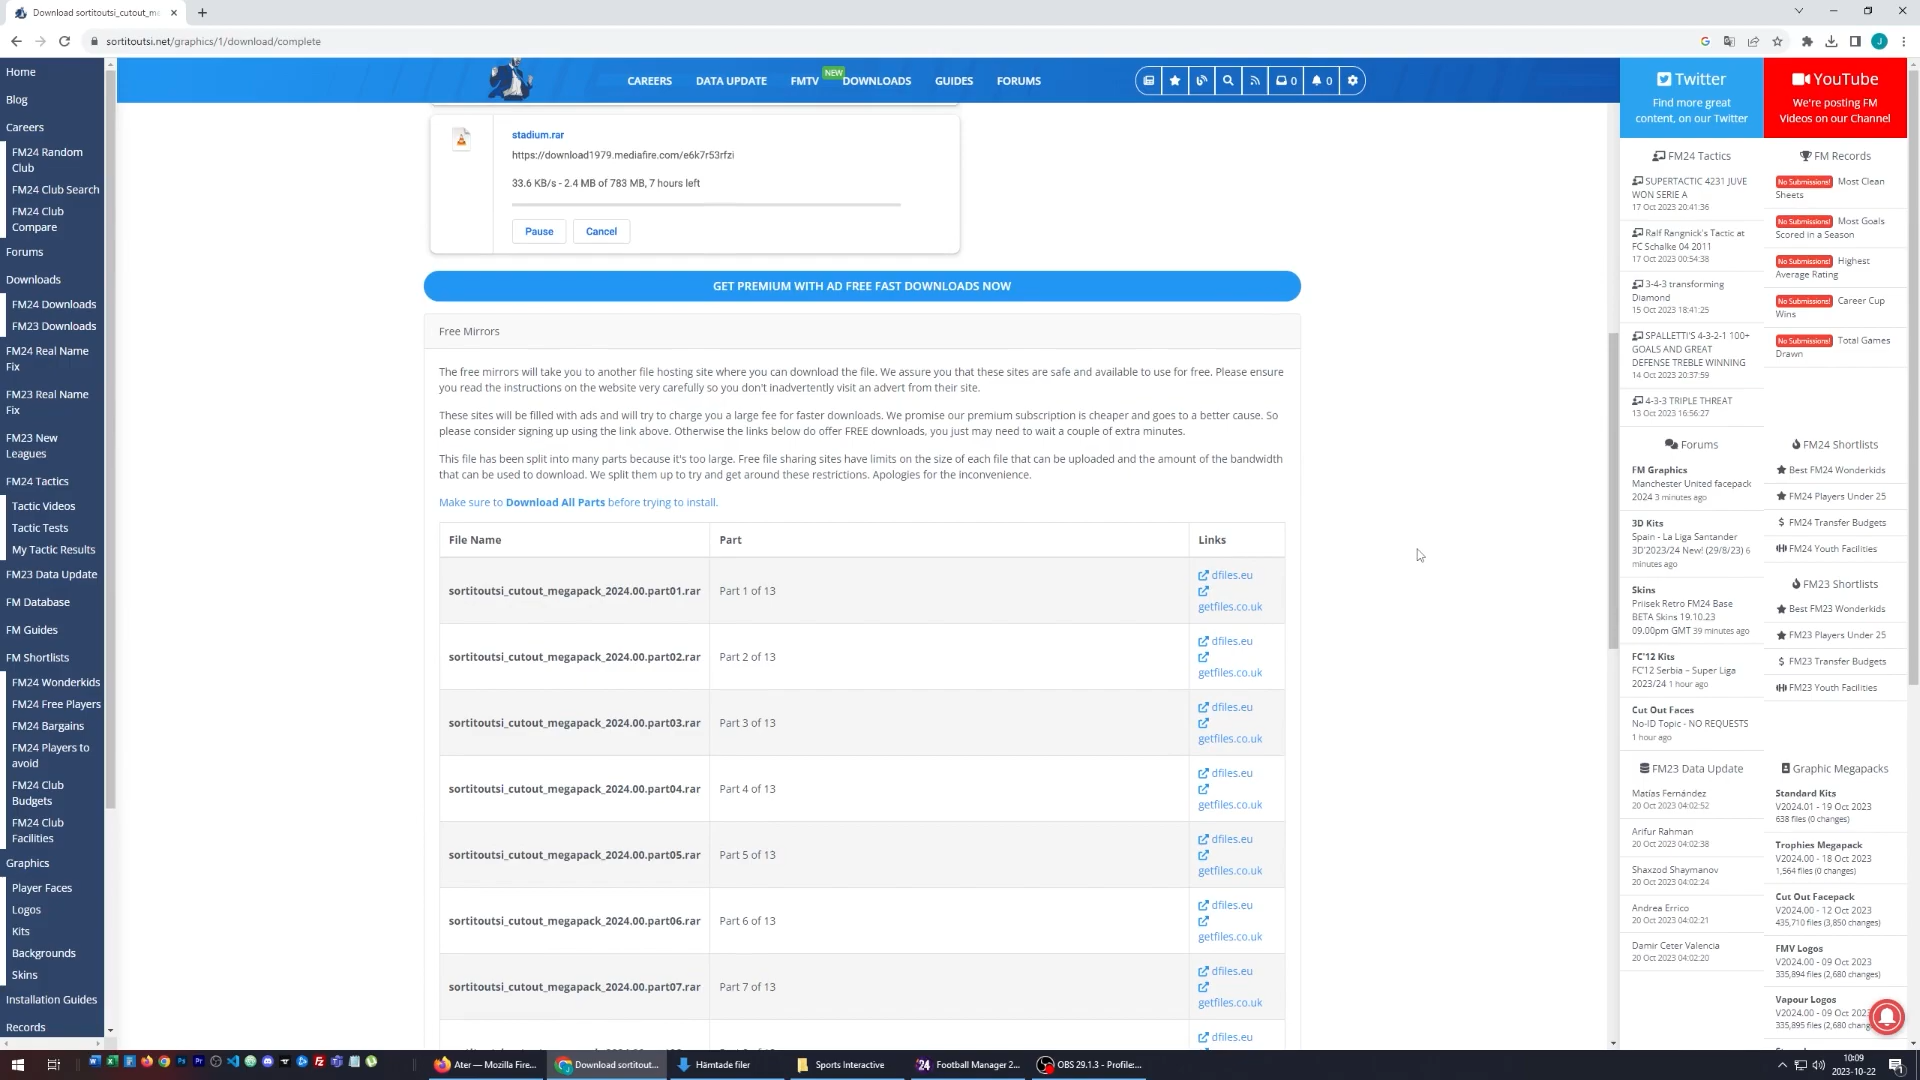 Download sortitoutsi_cutout_me
sortitoutsi.net/graphics/1/download/complete
Home
Blog
Careers
FM24 Random
Club
FM24 Club Search
FM24 Club
Compare
Forums
Downloads
FM24 Downloads
FM23 Downloads
FM24 Real Name
Fix
FM23 Real Name
Fix
FM23 New
Leagues
FM24 Tactics
Tactic Videos
Tactic Tests
My Tactic Results
FM23 Data Update
FM Database
FM Guides
FM Shortlists
FM24 Wonderkids
FM24 Free Players
FM24 Bargains
FM24 Players to
avoid
FM24 Club
Budgets
FM24 Club
Facilities
Graphics
Player Faces
Logos
Kits
Backgrounds
Skins
Installation Guides
Records
CAREERS DATA UPDATE FMTV NEW DOWNLOADS GUIDES FORUMS 0 0
stadium.rar
https://download1979.mediafire.com/e6k7r53rfzi
33.6 KB/s - 2.4 MB of 783 MB, 7 hours left
Pause Cancel
GET PREMIUM WITH AD FREE FAST DOWNLOADS NOW
Free Mirrors
The free mirrors will take you to another file hosting site where you can download the file. We assure you that these sites are safe and available to use for free. Please ensure
you read the instructions on the website very carefully so you don't inadvertently visit an advert from their site.
These sites will be filled with ads and will try to charge you a large fee for faster downloads. We promise our premium subscription is cheaper and goes to a better cause. So
please consider signing up using the link above. Otherwise the links below do offer FREE downloads, you just may need to wait a couple of extra minutes.
This file has been split into many parts because it's too large. Free file sharing sites have limits on the size of each file that can be uploaded and the amount of the bandwidth
that can be used to download. We split them up to try and get around these restrictions. Apologies for the inconvenience.
Make sure to Download All Parts before trying to install.
File Name Part Links
sortitoutsi_cutout_megapack_2024.00.part01.rar Part 1 of 13 dfiles.eu
getfiles.co.uk
sortitoutsi_cutout_megapack_2024.00.part02.rar Part 2 of 13 dfiles.eu
getfiles.co.uk
sortitoutsi_cutout_megapack_2024.00.part03.rar Part 3 of 13 dfiles.eu
getfiles.co.uk
sortitoutsi_cutout_megapack_2024.00.part04.rar Part 4 of 13 dfiles.eu
getfiles.co.uk
sortitoutsi_cutout_megapack_2024.00.part05.rar Part 5 of 13 dfiles.eu
getfiles.co.uk
sortitoutsi_cutout_megapack_2024.00.part06.rar Part 6 of 13 dfiles.eu
getfiles.co.uk
sortitoutsi_cutout_megapack_2024.00.part07.rar Part 7 of 13 dfiles.eu
getfiles.co.uk
dfiles.eu
Twitter
Find more great
content, on our Twitter
YouTube
We're posting FM
Videos on our Channel
FM24 Tactics
SUPERTACTIC 4231 JUVE
WON SERIE A
17 Oct 2023 20:41:36
Ralf Rangnick's Tactic at
FC Schalke 04 2011
17 Oct 2023 00:54:38
3-4-3 transforming
Diamond
15 Oct 2023 18:41:25
SPALLETTI'S 4-3-2-1 100+
GOALS AND GREAT
DEFENSE TREBLE WINNING
14 Oct 2023 20:37:59
4-3-3 TRIPLE THREAT
13 Oct 2023 16:56:27
FM Records
No Submissions! Most Clean
Sheets
No Submissions! Most Goals
Scored in a Season
No Submissions! Highest
Average Rating
No Submissions! Career Cup
Wins
No Submissions! Total Games
Drawn
Forums
FM Graphics
Manchester United facepack
2024 3 minutes ago
3D Kits
Spain - La Liga Santander
3D'2023/24 New! (29/8/23) 6
minutes ago
Skins
Priisek Retro FM24 Base
BETA Skins 19.10.23
09.00pm GMT 39 minutes ago
FC'12 Kits
FC'12 Serbia – Super Liga
2023/24 1 hour ago
Cut Out Faces
No-ID Topic - NO REQUESTS
1 hour ago
FM24 Shortlists
Best FM24 Wonderkids
FM24 Players Under 25
FM24 Transfer Budgets
FM24 Youth Facilities
FM23 Shortlists
Best FM23 Wonderkids
FM23 Players Under 25
FM23 Transfer Budgets
FM23 Youth Facilities
FM23 Data Update
Matías Fernández
20 Oct 2023 04:02:52
Arifur Rahman
20 Oct 2023 04:02:38
Shaxzod Shaymanov
20 Oct 2023 04:02:24
Andrea Errico
20 Oct 2023 04:02:21
Damir Ceter Valencia
20 Oct 2023 04:02:20
Graphic Megapacks
Standard Kits
V2024.01 - 19 Oct 2023
638 files (0 changes)
Trophies Megapack
V2024.00 - 18 Oct 2023
1,564 files (0 changes)
Cut Out Facepack
V2024.00 - 12 Oct 2023
435,710 files (3,850 changes)
FMV Logos
V2024.00 - 09 Oct 2023
335,894 files (2,680 changes)
Vapour Logos
V2024.00 - 09 Oct 2023
335,895 files (2,680 chang
Ater — Mozilla Fire... Download sortitout... Hämtade filer Sports Interactive Football Manager 2... OBS 29.1.3 - Profile:...
10:09
2023-10-22